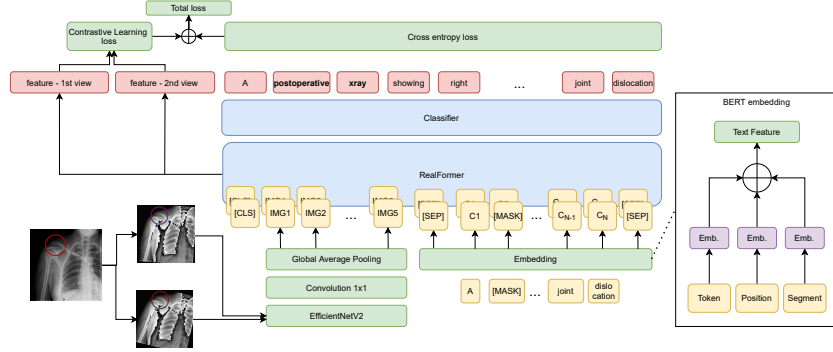 Total loss
Contrastive Learning
loss
Cross entropy loss
feature - 1st view
feature - 2nd view
A
postoperative
xray
showing
right
...
joint
dislocation
Classifier
RealFormer
[CLS]
IMG1
IMG2
...
IMG5
[SEP]
C1
[MASK]
...
CN-1
CN
[SEP]
Global Average Pooling
Embedding
Convolution 1x1
EfficientNetV2
A
[MASK]
...
joint
dislo
cation
BERT embedding
Text Feature
Emb.
Emb.
Emb.
Token
Position
Segment